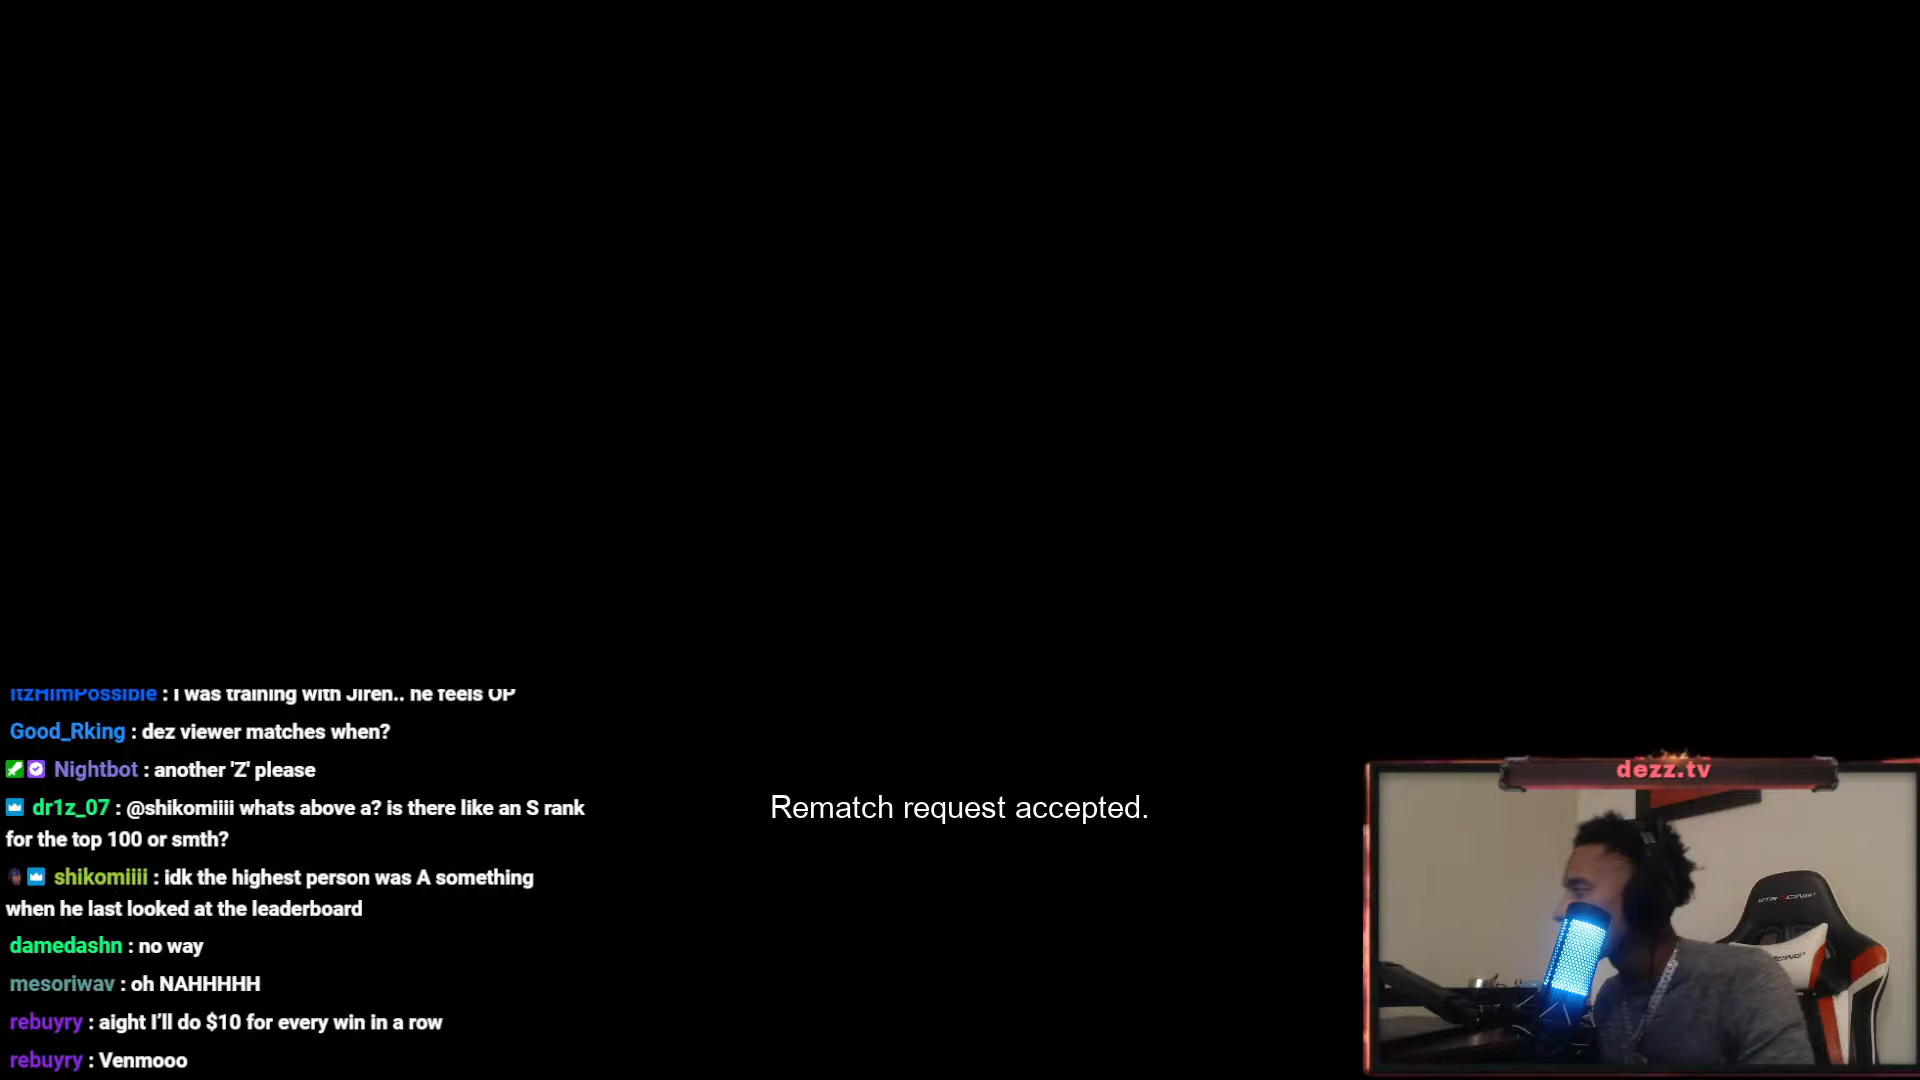 ItzHimPossible : I was training with Jiren.. he feels OP
Good_Rking : dez viewer matches when?
Nightbot : another 'Z' please
dr1z_07 : @shikomiiii whats above a? is there like an S rank
for the top 100 or smth?
shikomiiii : idk the highest person was A something
when he last looked at the leaderboard
damedashn : no way
mesoriwav : oh NAHHHHH
rebuyry : aight I’ll do $10 for every win in a row
rebuyry : Venmooo
Rematch request accepted.
dezz.tv
GTRACING